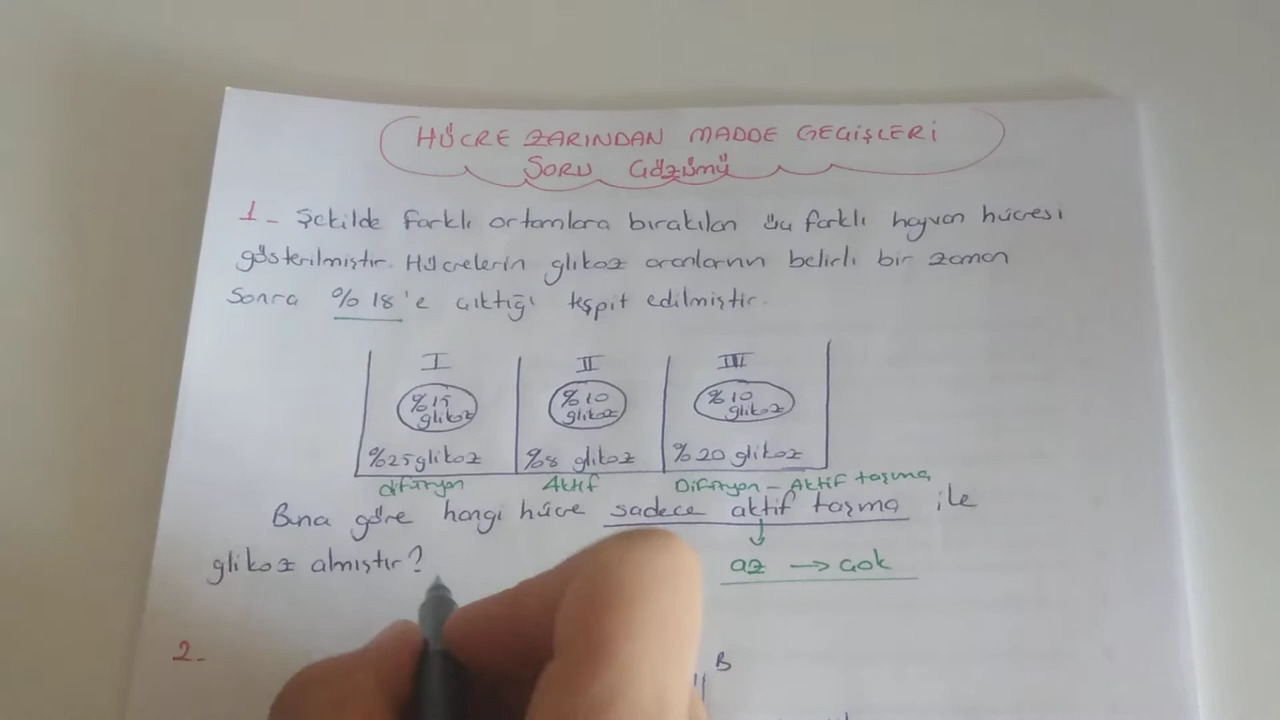 HÜCRE ZARINDAN MADDE GEÇİŞLERİ
SORU ÇÖZÜMÜ
1- Şekilde farklı ortamlara bırakılan üç farklı hayvan hücresi
gösterilmiştir. Hücrelerin glikoz oranlarının belirli bir zaman
sonra %18'e çıktığı tespit edilmiştir.
I II III
%15 glikoz %10 glikoz %10 glikoz
%25 glikoz %8 glikoz %20 glikoz
difüzyon Aktif Difüzyon - Aktif taşıma
Buna göre hangi hücre sadece aktif taşıma ile
glikoz almıştır?
az → çok
2-
B